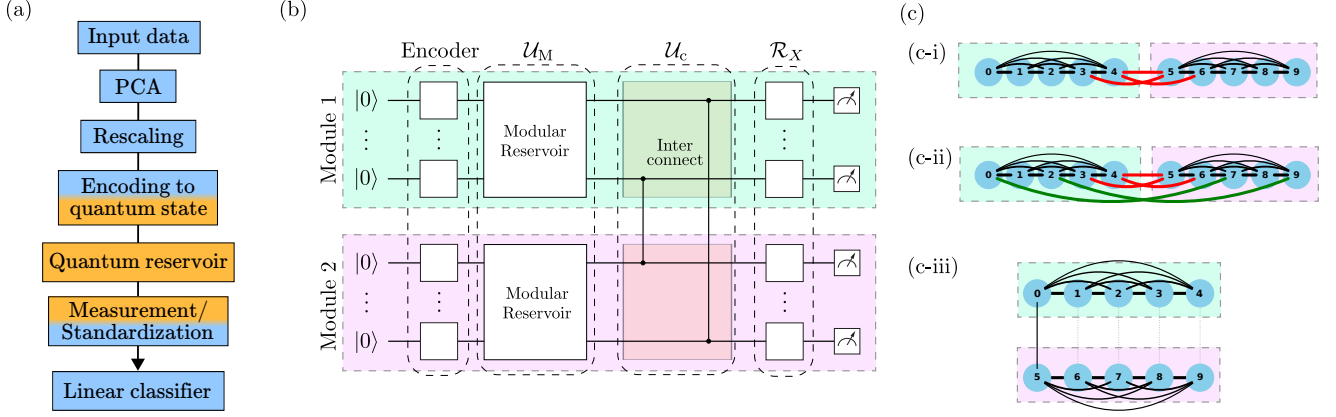 (a)
Input data
PCA
Rescaling
Encoding to
quantum state
Quantum reservoir
Measurement/
Standardization
Linear classifier
(b)
Encoder
𝒰_M
𝒰_c
ℛ_X
Module 1
|0⟩
⋮
|0⟩
Modular
Reservoir
Inter
connect
Module 2
|0⟩
⋮
|0⟩
Modular
Reservoir
(c)
(c-i)
0 1 2 3 4 5 6 7 8 9
(c-ii)
0 1 2 3 4 5 6 7 8 9
(c-iii)
0 1 2 3 4
5 6 7 8 9